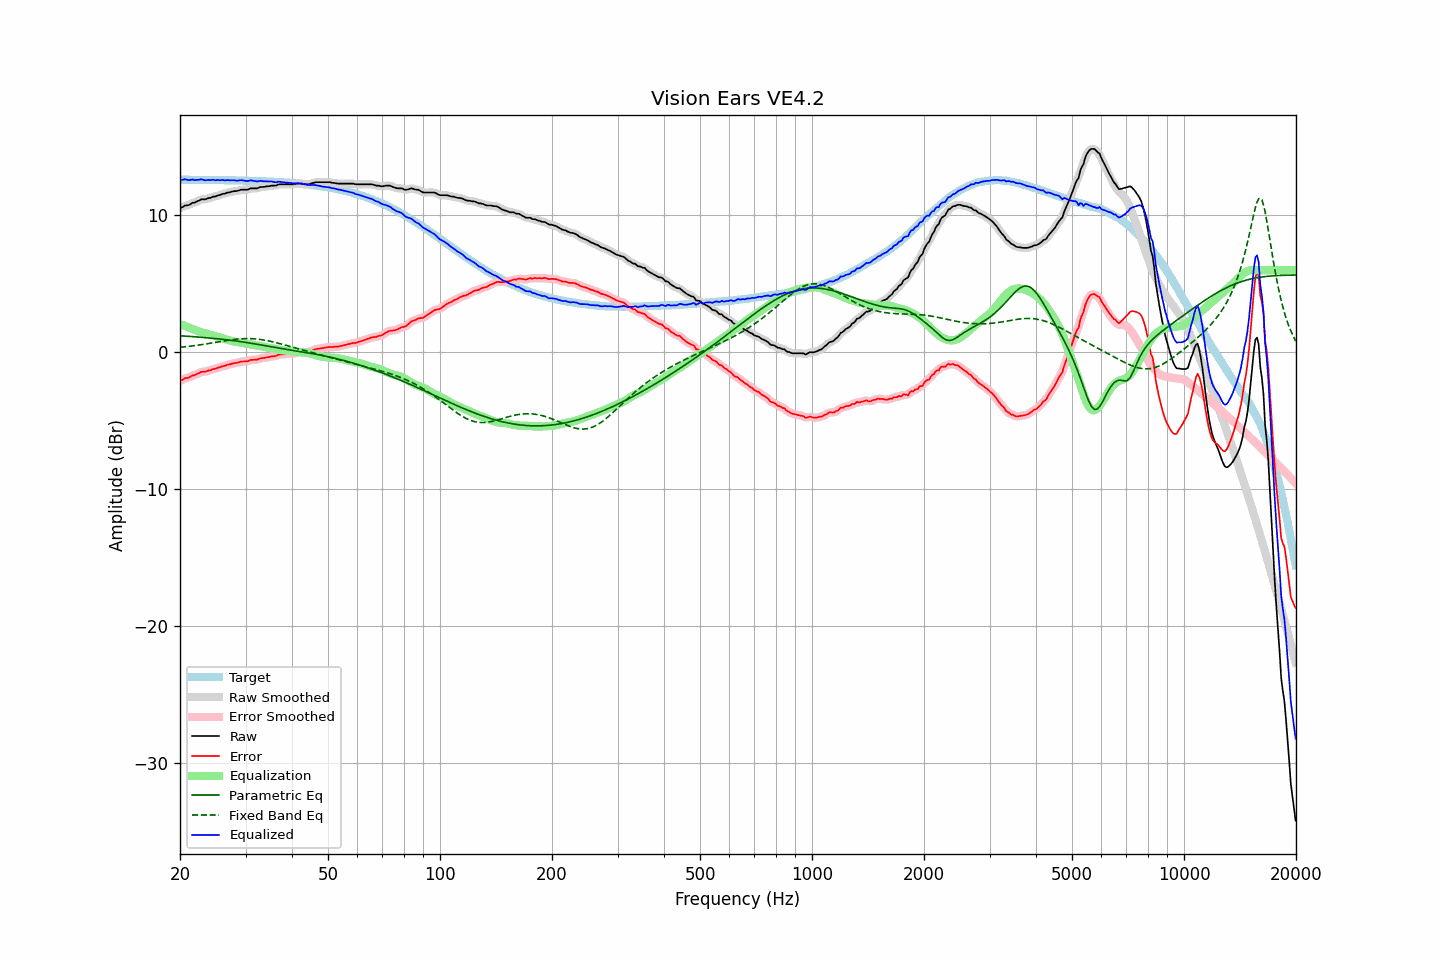 Vision Ears VE4.2
Amplitude (dBr)
10
0
−10
−20
−30
Target
Raw Smoothed
Error Smoothed
Raw
Error
Equalization
Parametric Eq
Fixed Band Eq
Equalized
20 50 100 200 500 1000 2000 5000 10000 20000
Frequency (Hz)